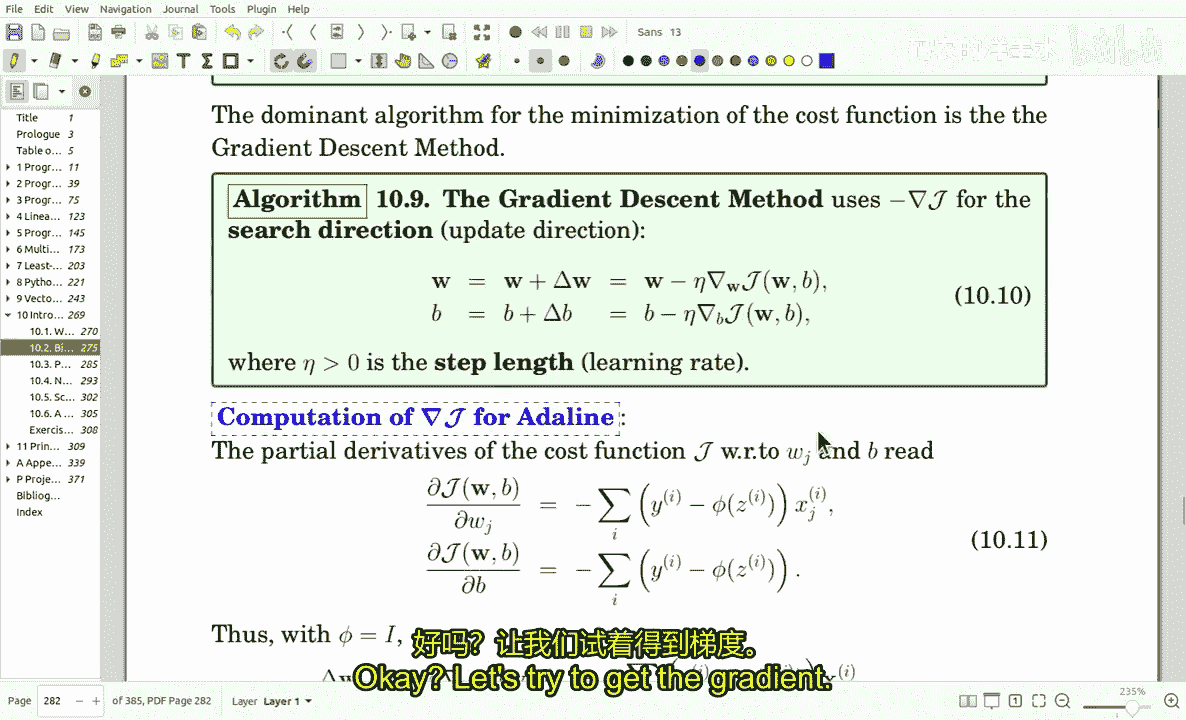 File Edit View Navigation Journal Tools Plugin Help
Sans 13
Title 1
Prologue 3
Table o... 5
1 Progr... 11
2 Progr... 39
3 Progr... 75
4 Linea... 123
5 Progr... 145
6 Multi... 173
7 Least-... 203
8 Pytho... 221
9 Vecto... 243
10 Intro... 269
10.1. W... 270
10.2. Bi... 275
10.3. P... 285
10.4. N... 293
10.5. Sc... 302
10.6. A ... 305
Exercis... 308
11 Prin... 309
A Appe... 339
P Proje... 371
Bibliog...
Index
The dominant algorithm for the minimization of the cost function is the the
Gradient Descent Method.
Algorithm 10.9. The Gradient Descent Method uses −∇𝒥 for the
search direction (update direction):
w = w + Δw = w − η∇_w 𝒥(w, b),
b = b + Δb = b − η∇_b 𝒥(w, b),
(10.10)
where η > 0 is the step length (learning rate).
Computation of ∇𝒥 for Adaline :
The partial derivatives of the cost function 𝒥 w.r.to w_j and b read
∂𝒥(w, b)/∂w_j = −∑_i (y^(i) − φ(z^(i))) x_j^(i),
∂𝒥(w, b)/∂b = −∑_i (y^(i) − φ(z^(i))).
(10.11)
Thus, with φ = I,
好吗？让我们试着得到梯度。
Okay? Let's try to get the gradient.
Page 282 of 385, PDF Page 282 Layer Layer 1
235%